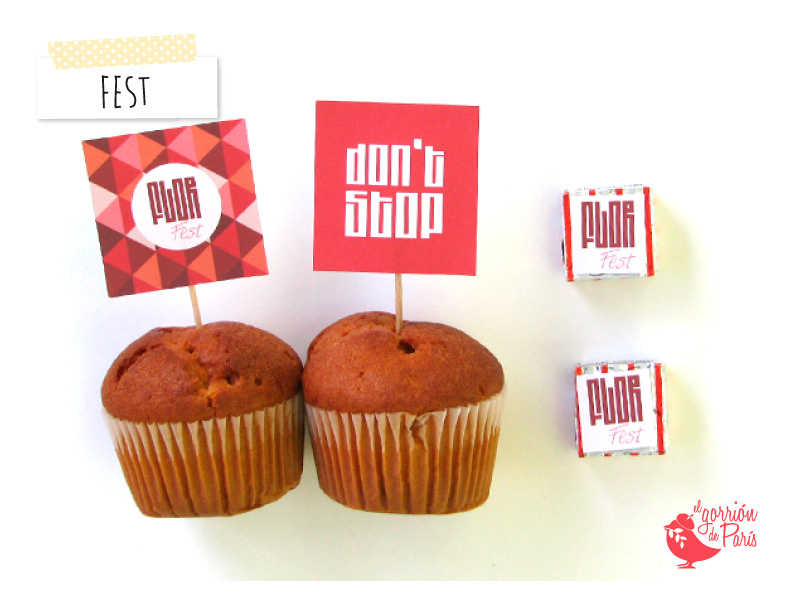 FEST
FLOR
Fest
don't
STOP
FLOR
Fest
FLOR
Fest
el gorrión
de París